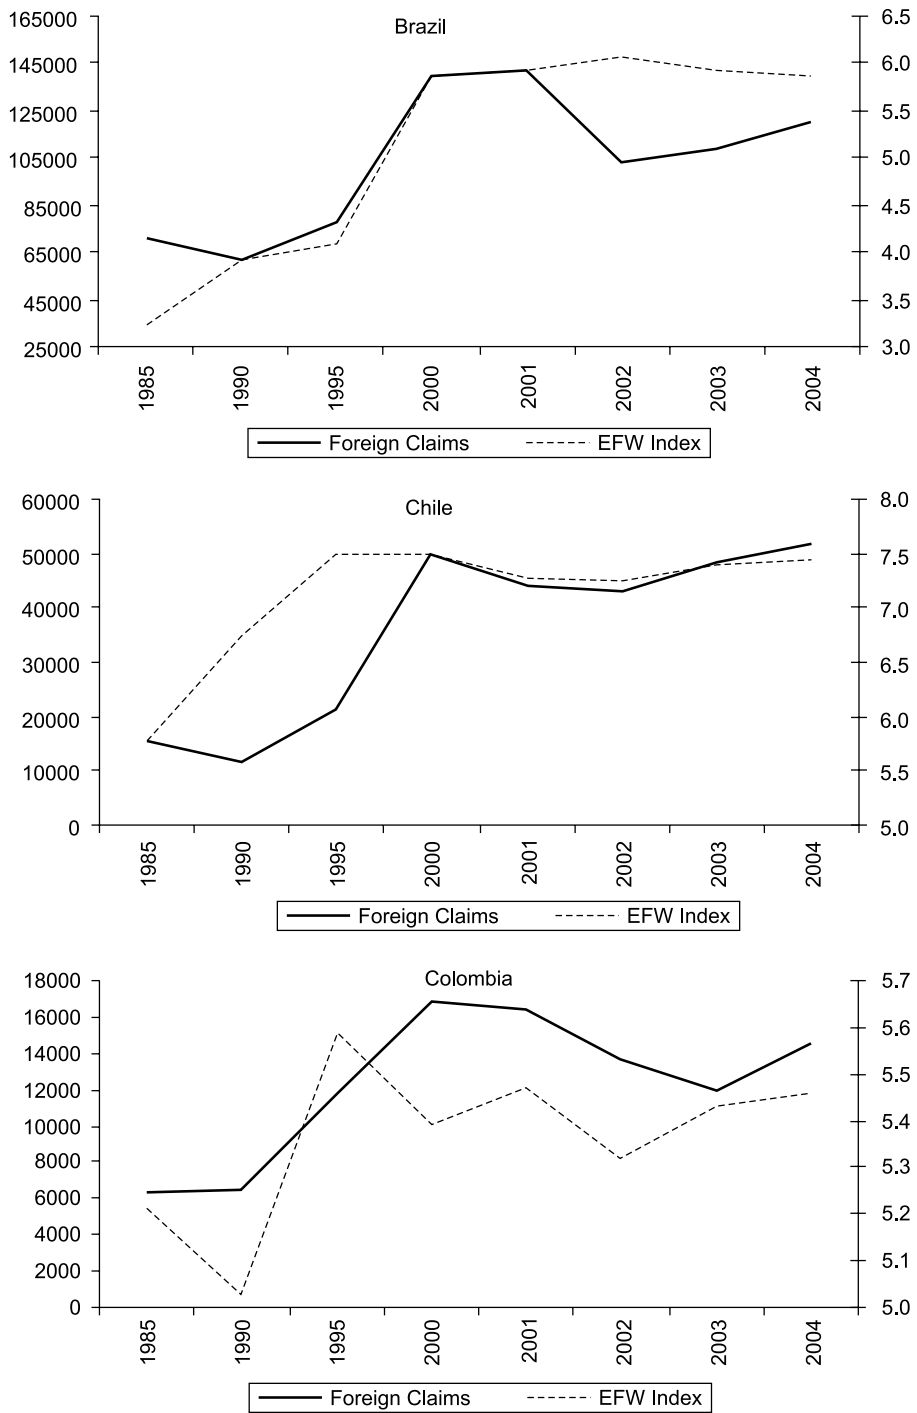 Brazil
165000 6.5
145000 6.0
125000 5.5
105000 5.0
85000 4.5
65000 4.0
45000 3.5
25000 3.0
1985 1990 1995 2000 2001 2002 2003 2004
Foreign Claims EFW Index
Chile
60000 8.0
50000 7.5
40000 7.0
30000 6.5
20000 6.0
10000 5.5
0 5.0
1985 1990 1995 2000 2001 2002 2003 2004
Foreign Claims EFW Index
Colombia
18000 5.7
16000 5.6
14000 5.5
12000 5.4
10000 5.3
8000 5.2
6000 5.1
4000 5.0
2000
0
1985 1990 1995 2000 2001 2002 2003 2004
Foreign Claims EFW Index